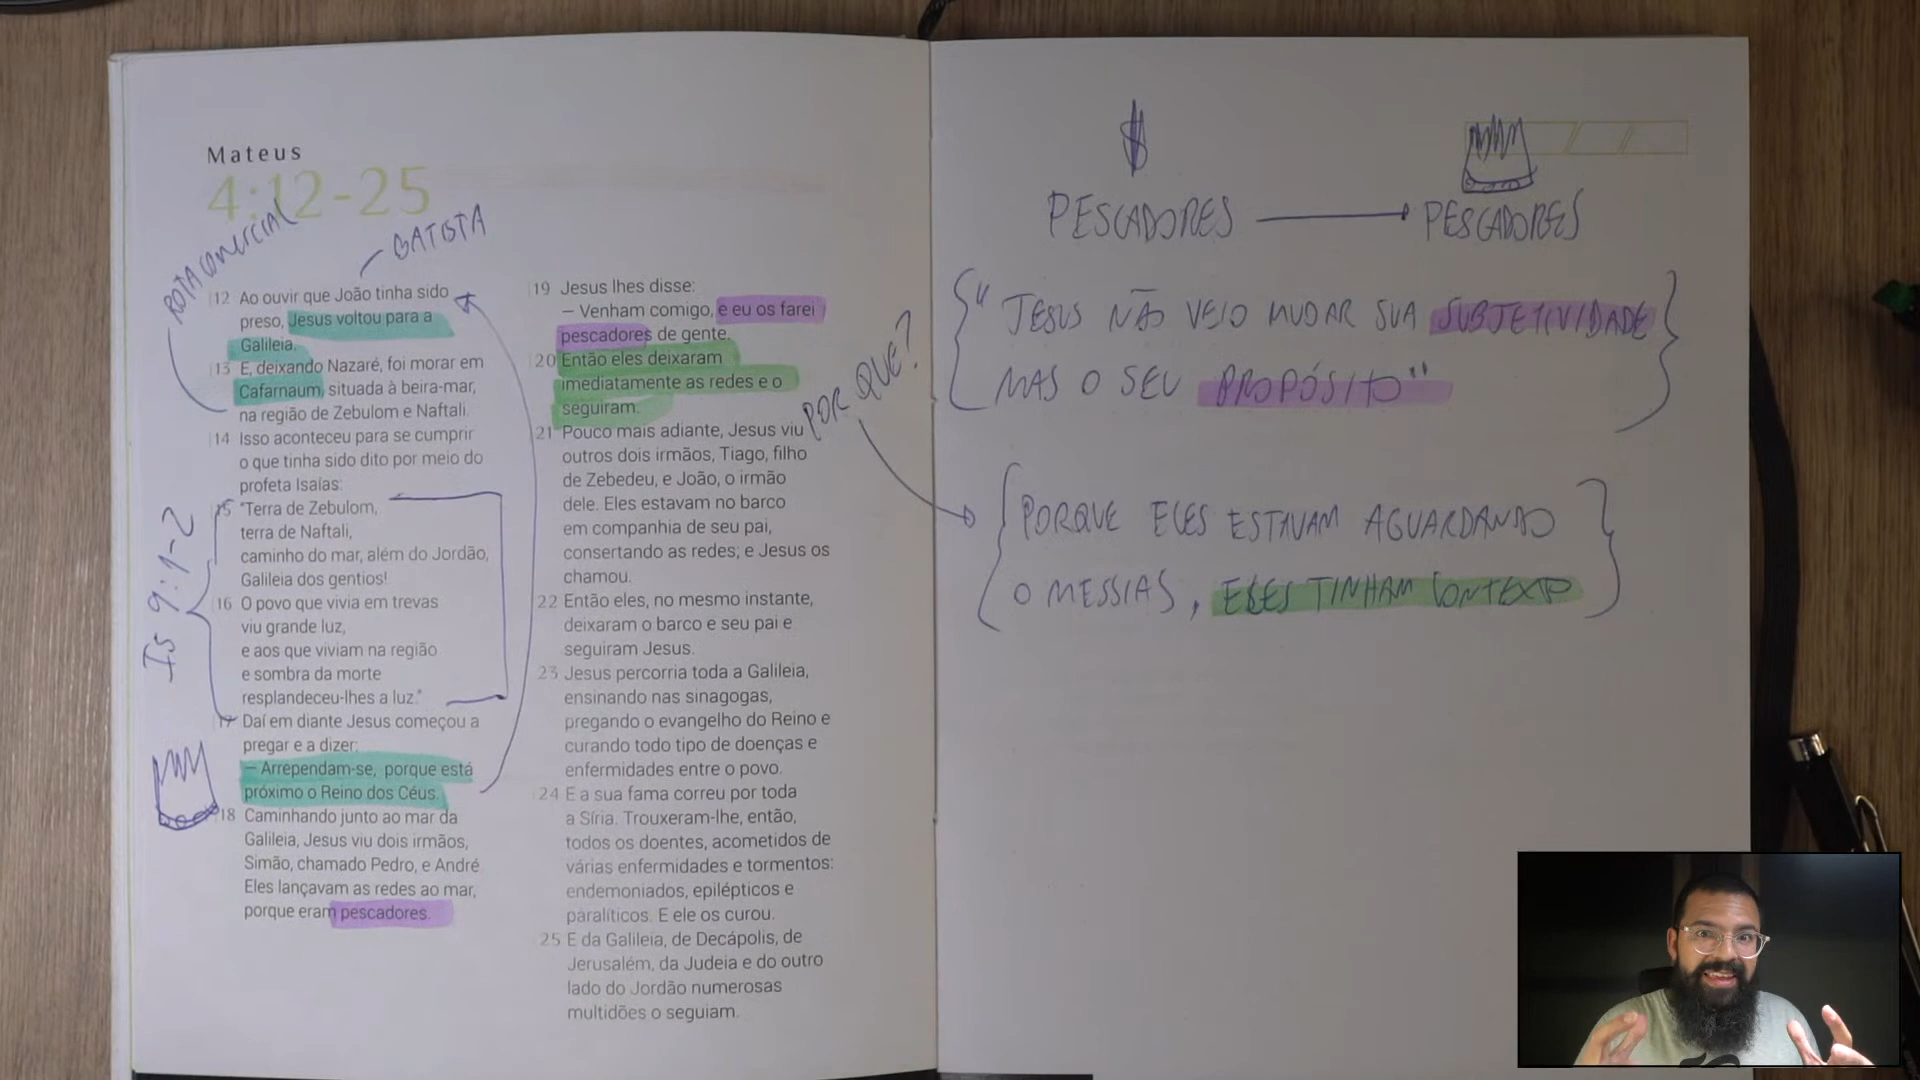 Mateus
4:12-25
ROTA COMERCIAL
BATISTA
12 Ao ouvir que João tinha sido
preso, Jesus voltou para a
Galileia.
13 E, deixando Nazaré, foi morar em
Cafarnaum, situada à beira-mar,
na região de Zebulom e Naftali.
14 Isso aconteceu para se cumprir
o que tinha sido dito por meio do
profeta Isaías:
Is 9:1-2
15 "Terra de Zebulom,
terra de Naftali,
caminho do mar, além do Jordão,
Galileia dos gentios!
16 O povo que vivia em trevas
viu grande luz,
e aos que viviam na região
e sombra da morte
resplandeceu-lhes a luz."
17 Daí em diante Jesus começou a
pregar e a dizer:
— Arrependam-se, porque está
próximo o Reino dos Céus.
18 Caminhando junto ao mar da
Galileia, Jesus viu dois irmãos,
Simão, chamado Pedro, e André
Eles lançavam as redes ao mar,
porque eram pescadores.
19 Jesus lhes disse:
— Venham comigo, e eu os farei
pescadores de gente.
20 Então eles deixaram
imediatamente as redes e o
seguiram.
21 Pouco mais adiante, Jesus viu
outros dois irmãos, Tiago, filho
de Zebedeu, e João, o irmão
dele. Eles estavam no barco
em companhia de seu pai,
consertando as redes; e Jesus os
chamou.
22 Então eles, no mesmo instante,
deixaram o barco e seu pai e
seguiram Jesus.
23 Jesus percorria toda a Galileia,
ensinando nas sinagogas,
pregando o evangelho do Reino e
curando todo tipo de doenças e
enfermidades entre o povo.
24 E a sua fama correu por toda
a Síria. Trouxeram-lhe, então,
todos os doentes, acometidos de
várias enfermidades e tormentos:
endemoniados, epilépticos e
paralíticos. E ele os curou.
25 E da Galileia, de Decápolis, de
Jerusalém, da Judeia e do outro
lado do Jordão numerosas
multidões o seguiam.
POR QUE?
$
PESCADORES PESCADORES
"JESUS NÃO VEIO MUDAR SUA SUBJETIVIDADE
MAS O SEU PROPÓSITO"
PORQUE ELES ESTAVAM AGUARDANDO
O MESSIAS, ELES TINHAM CONTEXTO